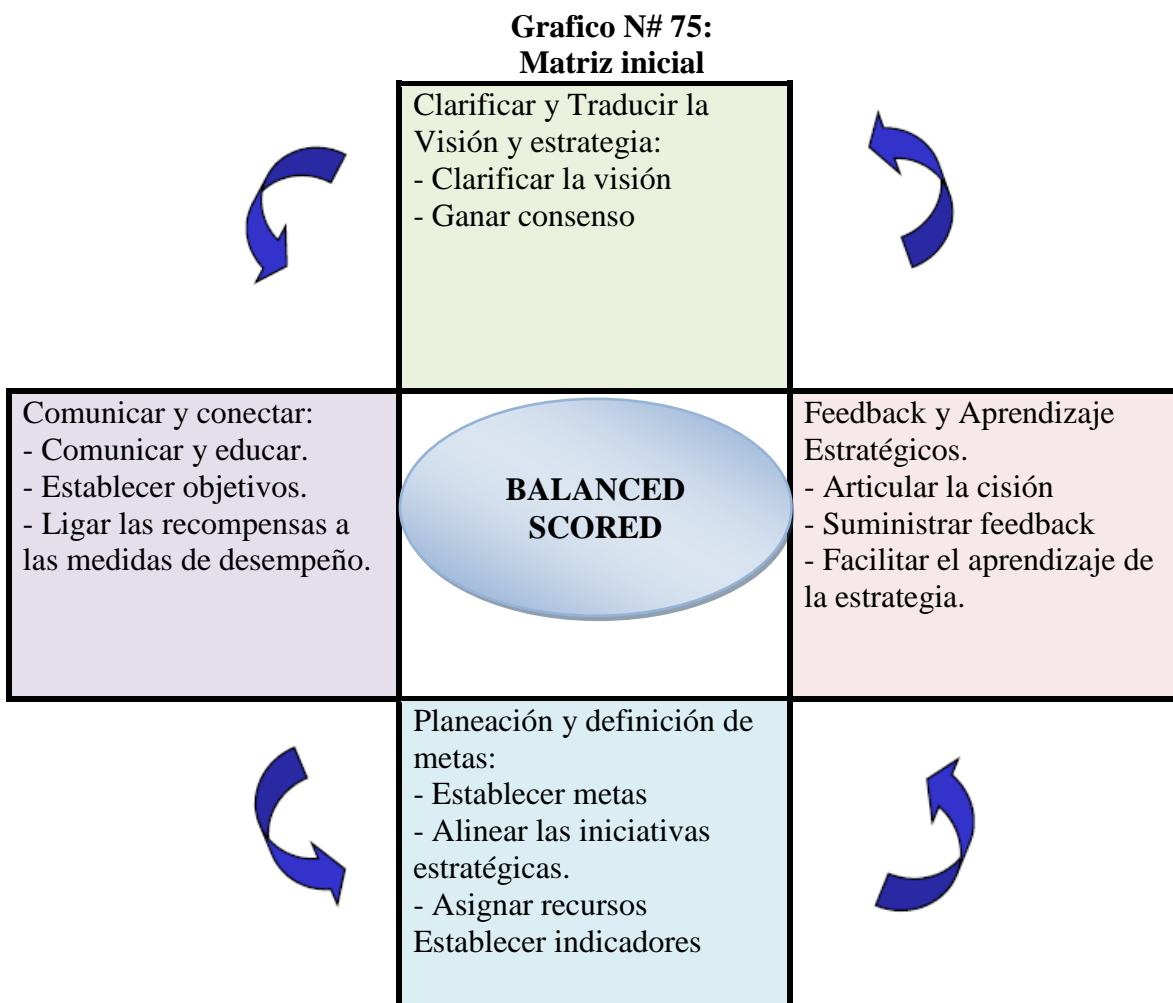 Grafico N# 75:
Matriz inicial
Clarificar y Traducir la
Visión y estrategia:
- Clarificar la visión
- Ganar consenso
Comunicar y conectar:
- Comunicar y educar.
- Establecer objetivos.
- Ligar las recompensas a
las medidas de desempeño.
BALANCED
SCORED
Feedback y Aprendizaje
Estratégicos.
- Articular la cisión
- Suministrar feedback
- Facilitar el aprendizaje de
la estrategia.
Planeación y definición de
metas:
- Establecer metas
- Alinear las iniciativas
estratégicas.
- Asignar recursos
Establecer indicadores